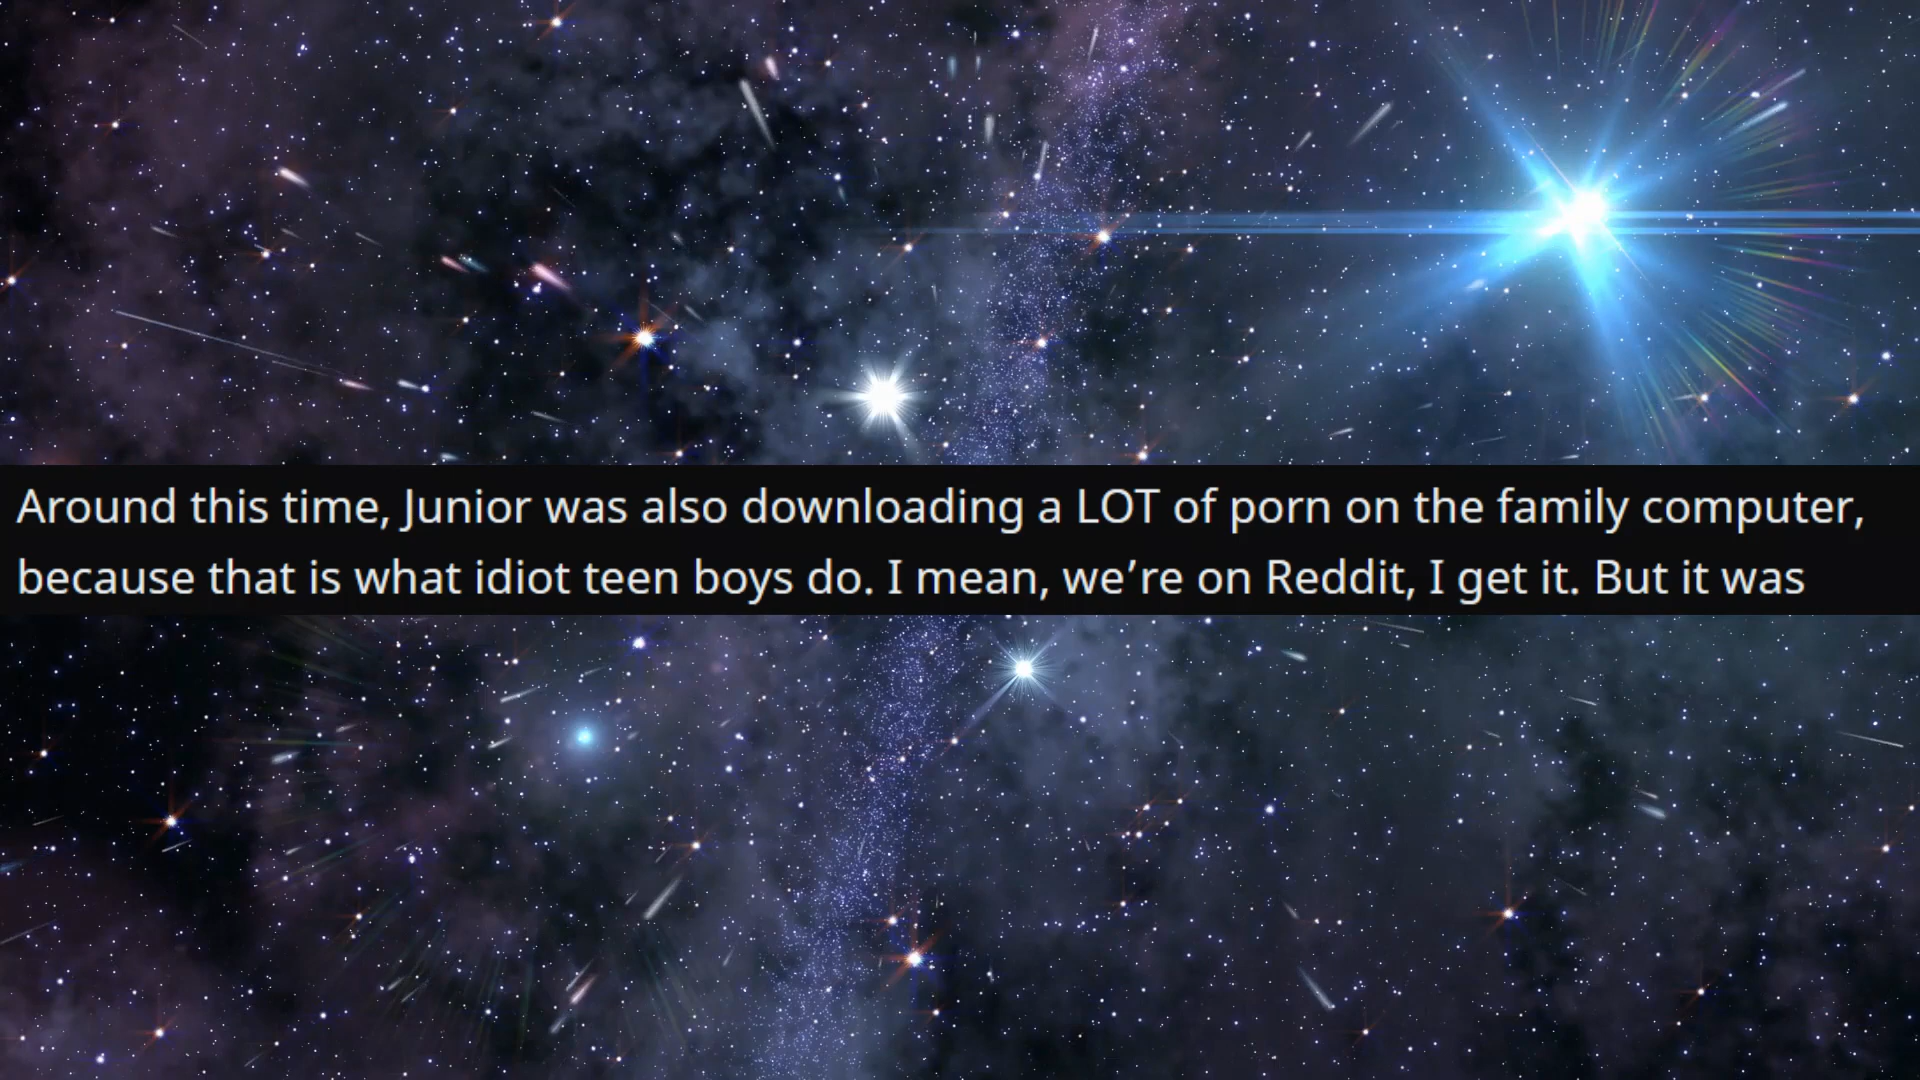 Around this time, Junior was also downloading a LOT of porn on the family computer,
because that is what idiot teen boys do. I mean, we’re on Reddit, I get it. But it was